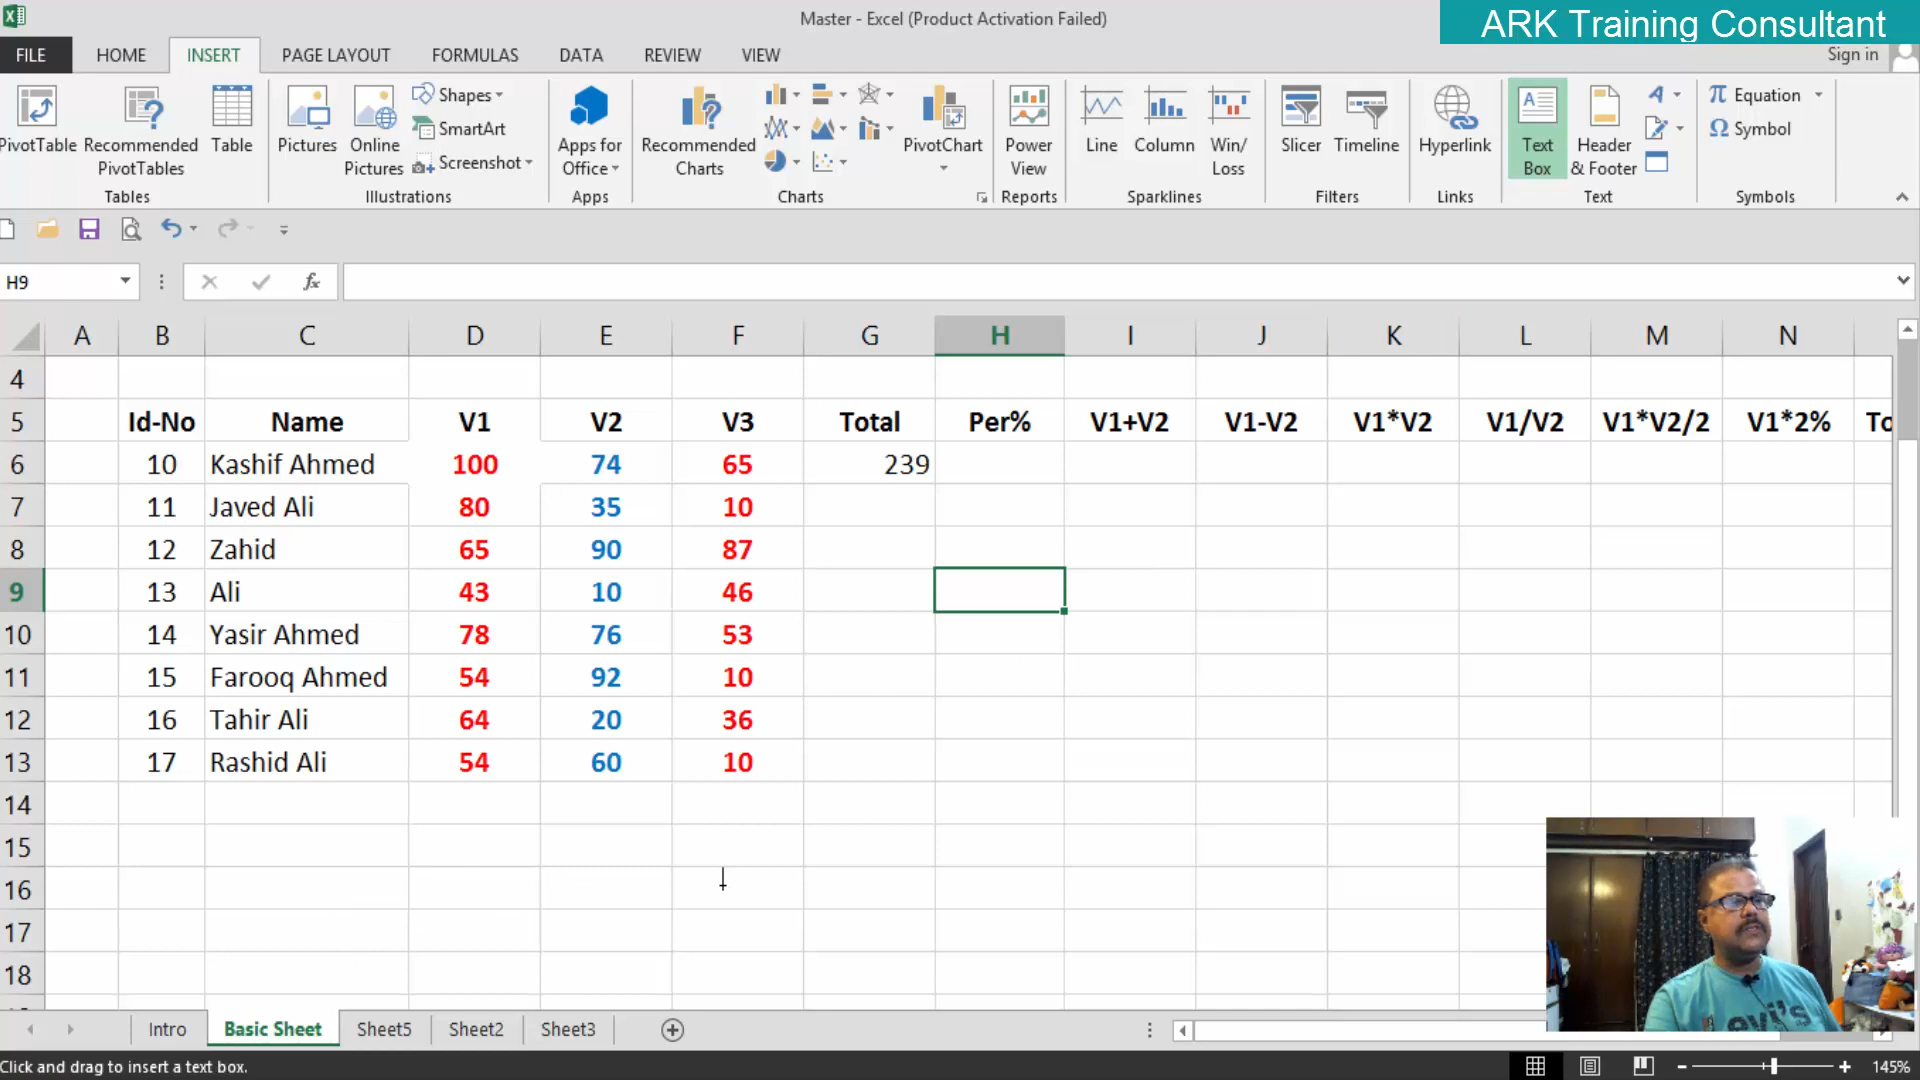 Master - Excel (Product Activation Failed)
ARK Training Consultant
FILE HOME INSERT PAGE LAYOUT FORMULAS DATA REVIEW VIEW
Sign in
PivotTable
Recommended PivotTables
Table
Tables
Pictures
Online Pictures
Shapes
SmartArt
Screenshot
Illustrations
Apps for Office
Apps
Recommended Charts
PivotChart
Charts
Power View
Reports
Line
Column
Win/ Loss
Sparklines
Slicer
Timeline
Filters
Hyperlink
Links
Text Box
Header & Footer
Text
π Equation
Ω Symbol
Symbols
H9
fx
A B C D E F G H I J K L M N
4
5 Id-No Name V1 V2 V3 Total Per% V1+V2 V1-V2 V1*V2 V1/V2 V1*V2/2 V1*2% To
6 10 Kashif Ahmed 100 74 65 239
7 11 Javed Ali 80 35 10
8 12 Zahid 65 90 87
9 13 Ali 43 10 46
10 14 Yasir Ahmed 78 76 53
11 15 Farooq Ahmed 54 92 10
12 16 Tahir Ali 64 20 36
13 17 Rashid Ali 54 60 10
14
15
16
17
18
Intro Basic Sheet Sheet5 Sheet2 Sheet3
Click and drag to insert a text box.
145%
Levi's